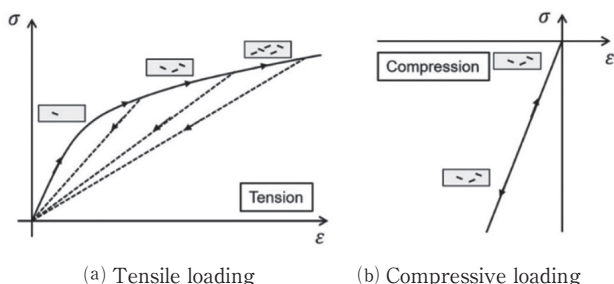 σ
Tension
ε
σ
ε
Compression
(a) Tensile loading
(b) Compressive loading